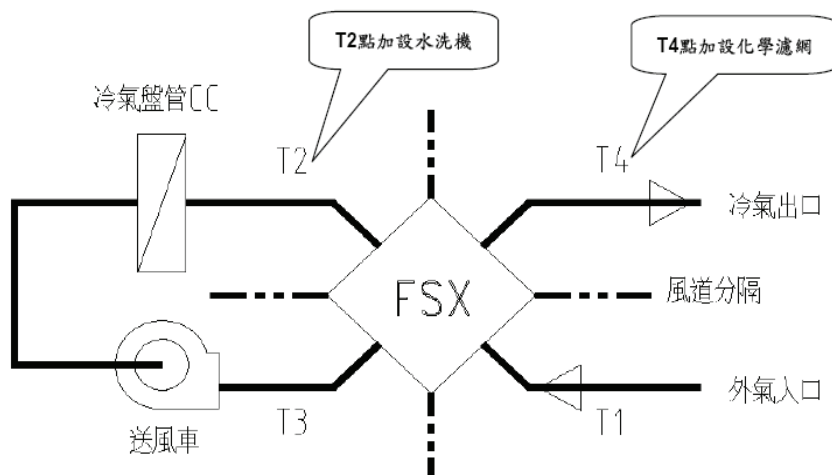 T2點加設水洗機
T4點加設化學濾網
冷氣盤管CC
T2
T4
冷氣出口
FSX
風道分隔
外氣入口
送風車
T3
T1